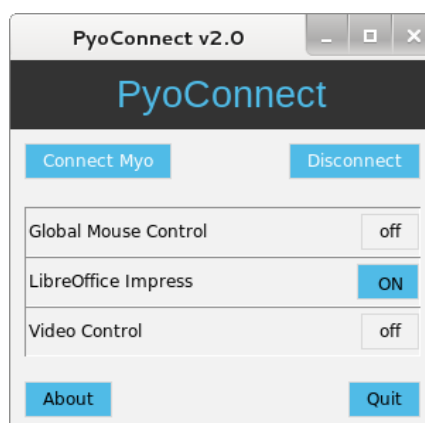 PyoConnect v2.0
PyoConnect
Connect Myo Disconnect
Global Mouse Control off
LibreOffice Impress ON
Video Control off
About Quit